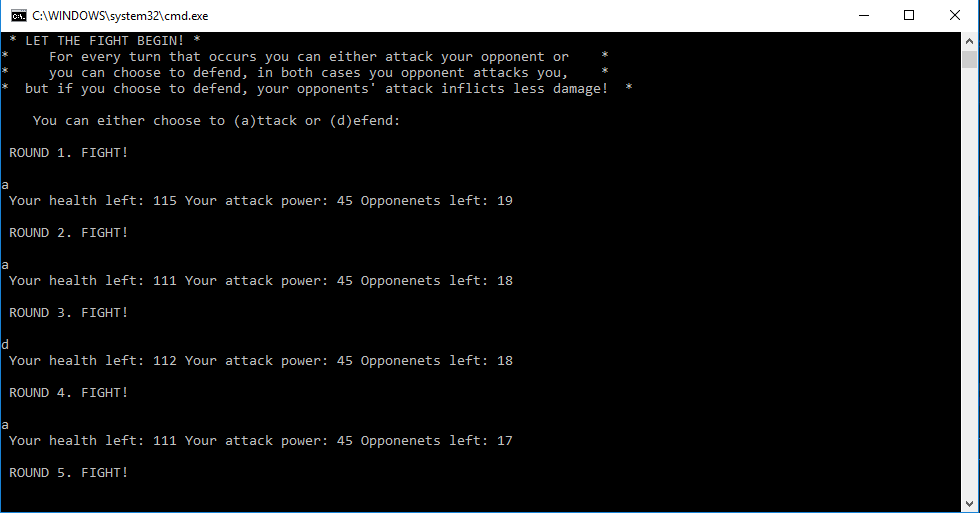 C:\WINDOWS\system32\cmd.exe
* LET THE FIGHT BEGIN! *
*     For every turn that occurs you can either attack your opponent or    *
*     you can choose to defend, in both cases you opponent attacks you,    *
*  but if you choose to defend, your opponents' attack inflicts less damage!  *
You can either choose to (a)ttack or (d)efend:
ROUND 1. FIGHT!
a
Your health left: 115 Your attack power: 45 Opponenets left: 19
ROUND 2. FIGHT!
a
Your health left: 111 Your attack power: 45 Opponenets left: 18
ROUND 3. FIGHT!
d
Your health left: 112 Your attack power: 45 Opponenets left: 18
ROUND 4. FIGHT!
a
Your health left: 111 Your attack power: 45 Opponenets left: 17
ROUND 5. FIGHT!